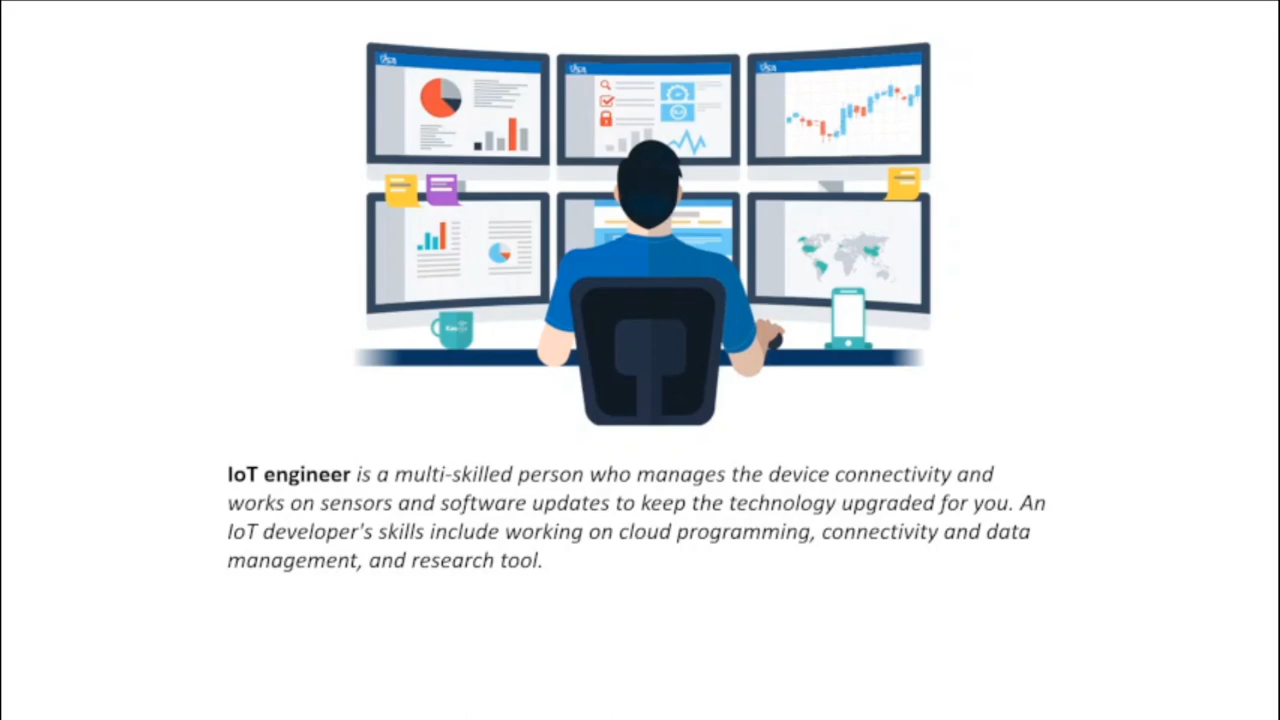 IoT engineer is a multi-skilled person who manages the device connectivity and
works on sensors and software updates to keep the technology upgraded for you. An
IoT developer's skills include working on cloud programming, connectivity and data
management, and research tool.